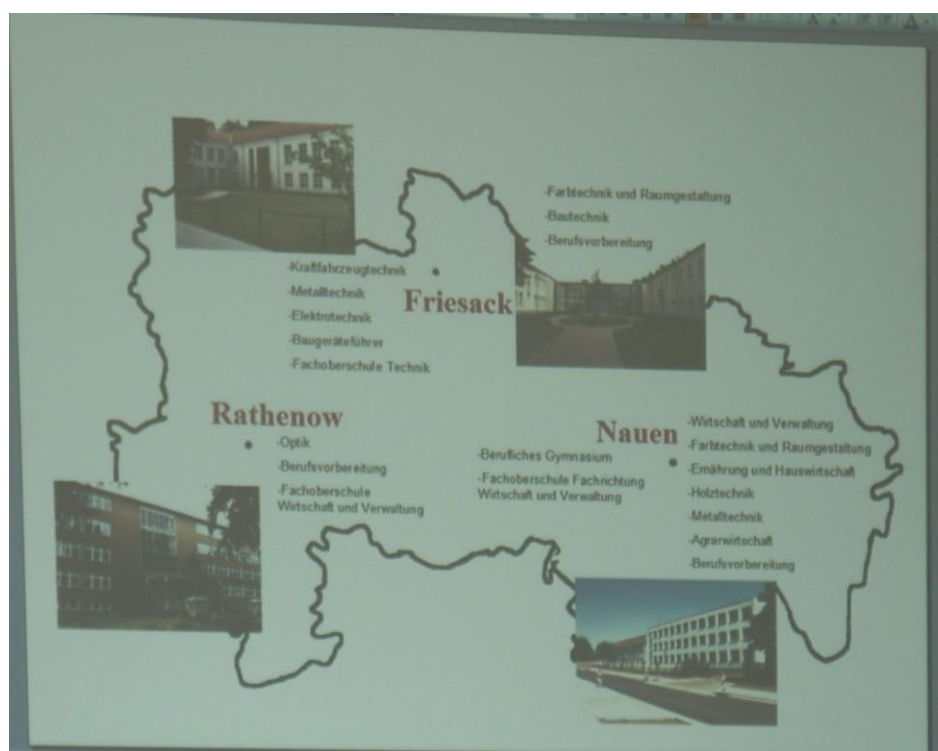 -Farbtechnik und Raumgestaltung
-Bautechnik
-Berufsvorbereitung
-Kraftfahrzeugtechnik
-Metalltechnik
-Elektrotechnik
-Baugeräteführer
-Fachoberschule Technik
Friesack
Rathenow
-Optik
-Berufsvorbereitung
-Fachoberschule
Wirtschaft und Verwaltung
Nauen
-Berufliches Gymnasium
-Fachoberschule Fachrichtung
Wirtschaft und Verwaltung
-Wirtschaft und Verwaltung
-Farbtechnik und Raumgestaltung
-Ernährung und Hauswirtschaft
-Holztechnik
-Metalltechnik
-Agrarwirtschaft
-Berufsvorbereitung